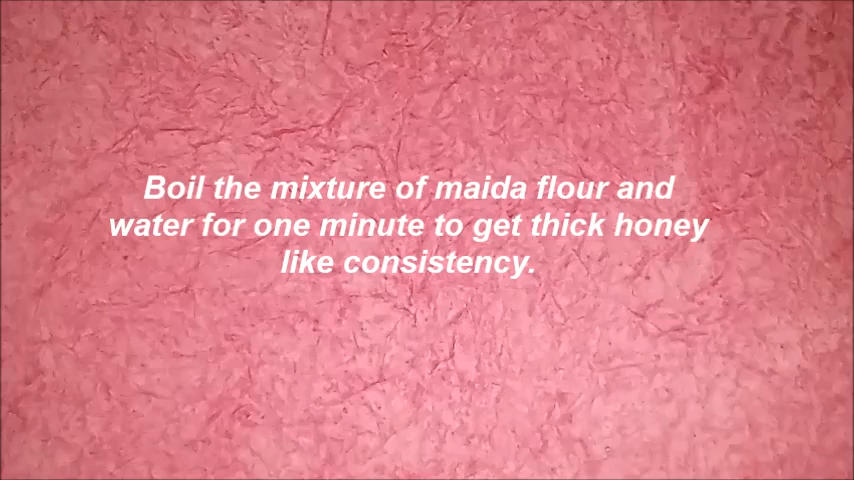 Boil the mixture of maida flour and
water for one minute to get thick honey
like consistency.